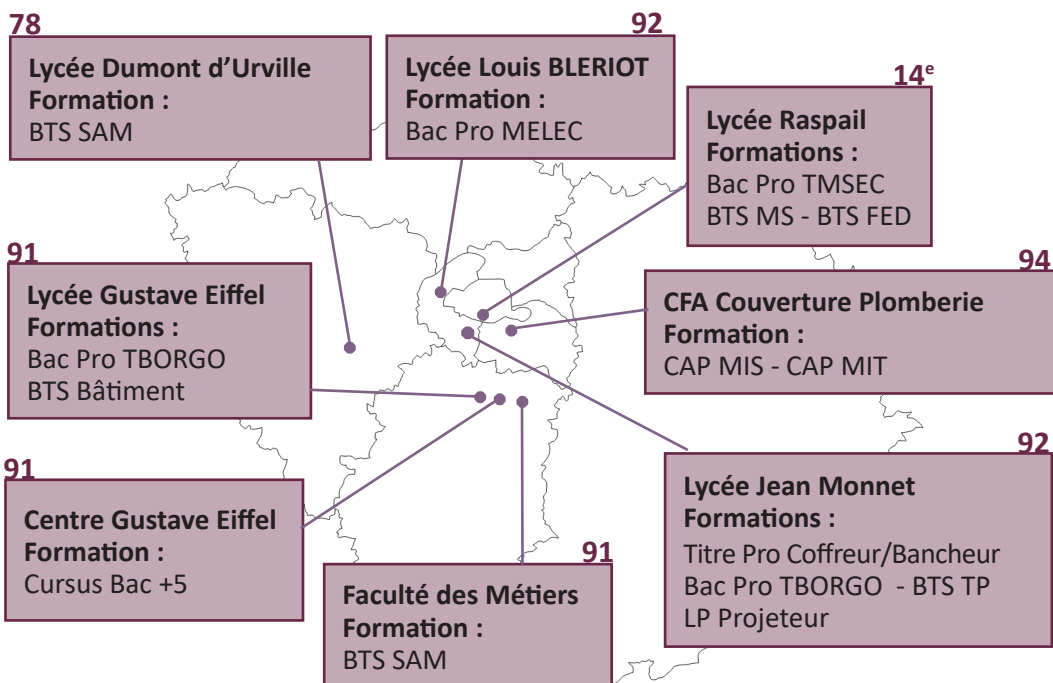 78
Lycée Dumont d’Urville
Formation :
BTS SAM
92
Lycée Louis BLERIOT
Formation :
Bac Pro MELEC
14e
Lycée Raspail
Formations :
Bac Pro TMSEC
BTS MS - BTS FED
91
Lycée Gustave Eiffel
Formations :
Bac Pro TBORGO
BTS Bâtiment
94
CFA Couverture Plomberie
Formation :
CAP MIS - CAP MIT
91
Centre Gustave Eiffel
Formation :
Cursus Bac +5
91
Faculté des Métiers
Formation :
BTS SAM
92
Lycée Jean Monnet
Formations :
Titre Pro Coffreur/Bancheur
Bac Pro TBORGO - BTS TP
LP Projeteur